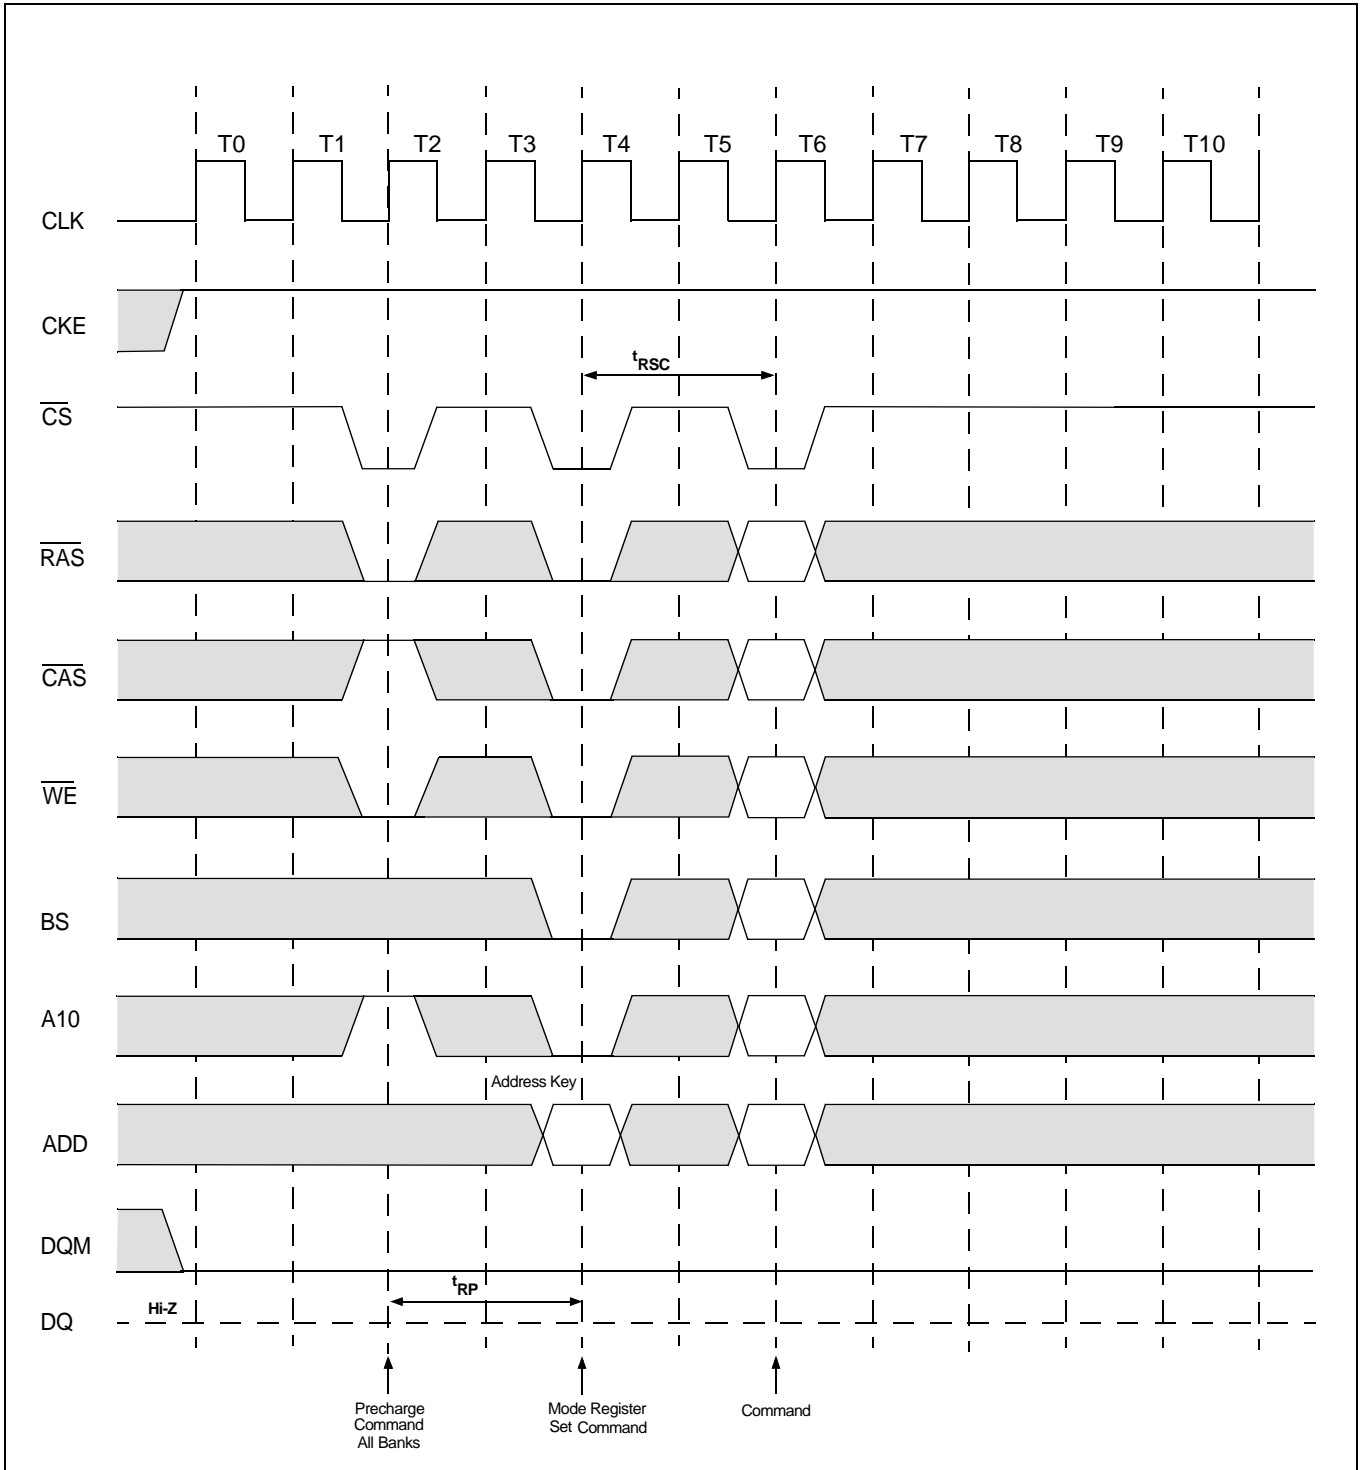 T0 T1 T2 T3 T4 T5 T6 T7 T8 T9 T10
CLK
CKE
tRSC
CS
RAS
CAS
WE
BS
A10
Address Key
ADD
DQM
tRP
Hi-Z
DQ
Precharge
Command
All Banks
Mode Register
Set Command
Command